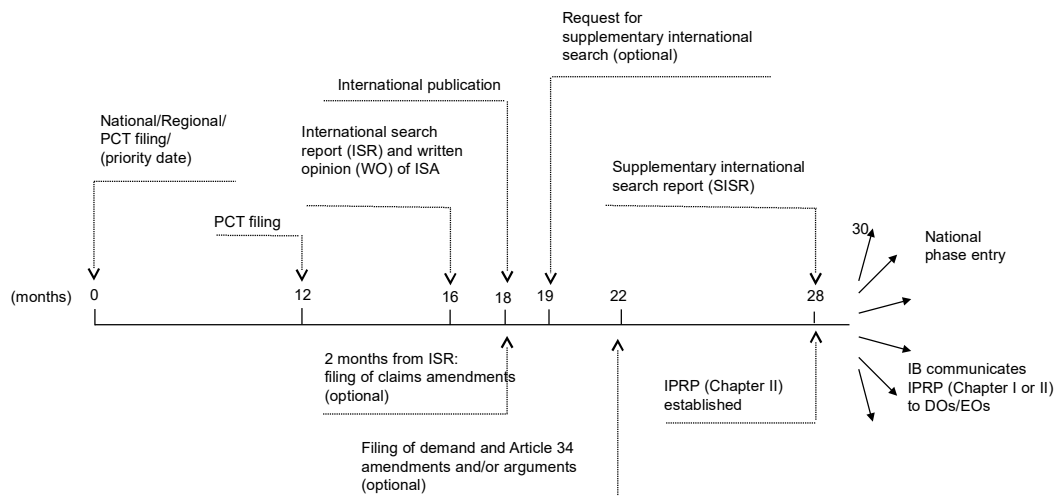 Request for
supplementary international
search (optional)
International publication
National/Regional/
PCT filing/
(priority date)
International search
report (ISR) and written
opinion (WO) of ISA
Supplementary international
search report (SISR)
PCT filing
30
National
phase entry
(months)
0
12
16
18
19
22
28
2 months from ISR:
filing of claims amendments
(optional)
IPRP (Chapter II)
established
IB communicates
IPRP (Chapter I or II)
to DOs/EOs
Filing of demand and Article 34
amendments and/or arguments
(optional)